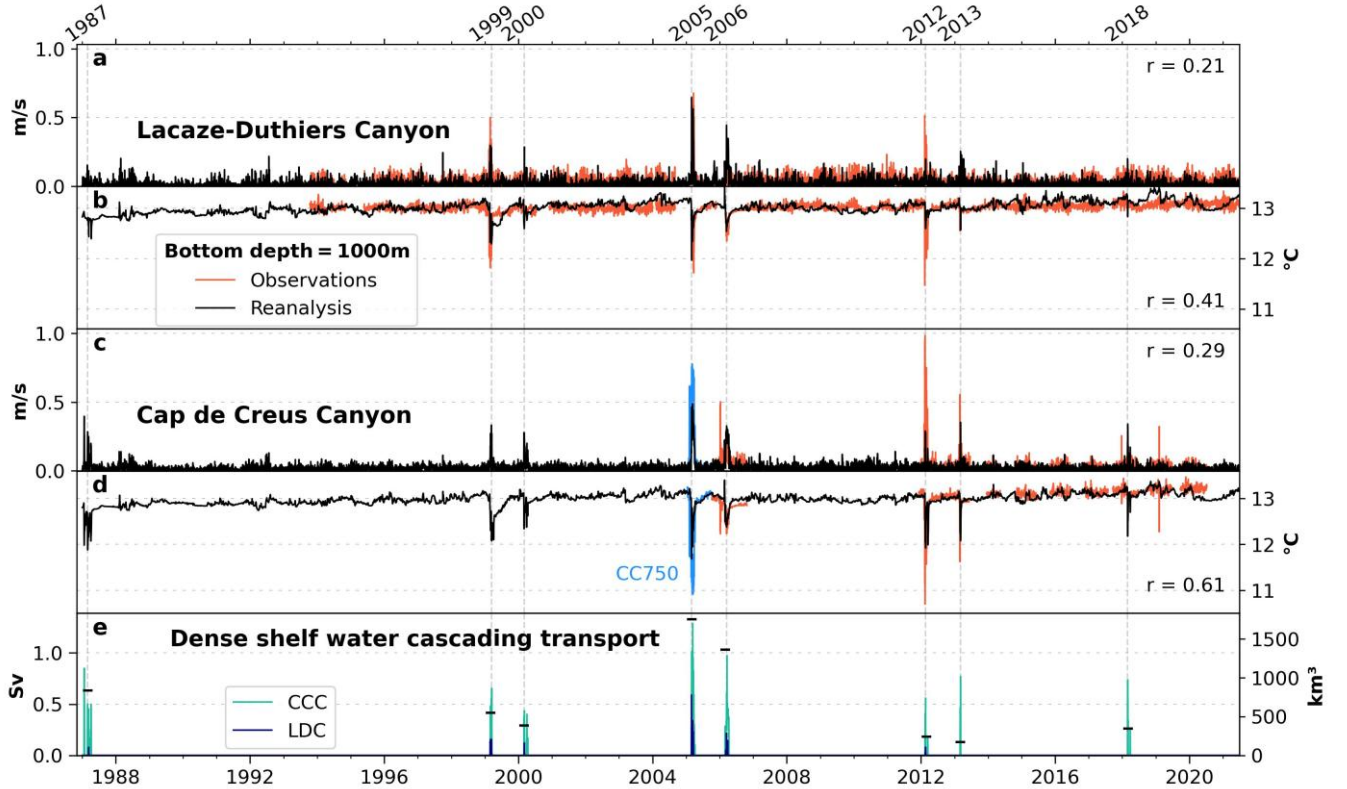 1987 1999 2000 2005 2006 2012 2013 2018
a
1.0
r = 0.21
m/s
0.5
Lacaze-Duthiers Canyon
0.0
b
13
Bottom depth = 1000m
12
°C
Observations
Reanalysis
r = 0.41
11
1.0
c
r = 0.29
m/s
0.5
Cap de Creus Canyon
0.0
d
13
12
°C
CC750
r = 0.61
11
e
Dense shelf water cascading transport
1500
1.0
Sv
1000
km³
0.5
CCC
500
LDC
0.0
0
1988 1992 1996 2000 2004 2008 2012 2016 2020